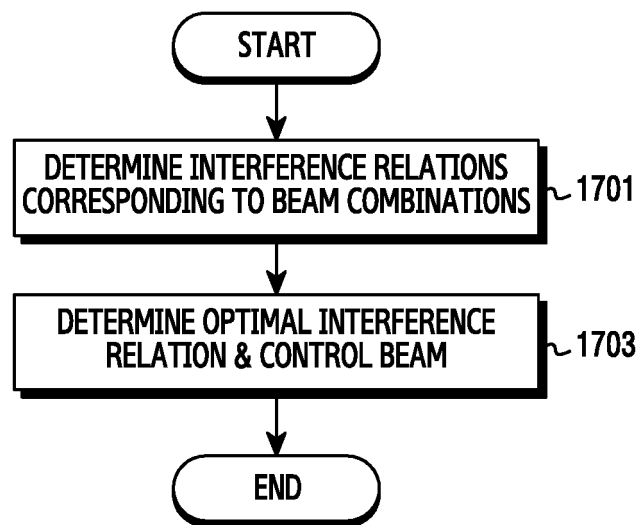 START
DETERMINE INTERFERENCE RELATIONS
CORRESPONDING TO BEAM COMBINATIONS
1701
DETERMINE OPTIMAL INTERFERENCE
RELATION & CONTROL BEAM
1703
END